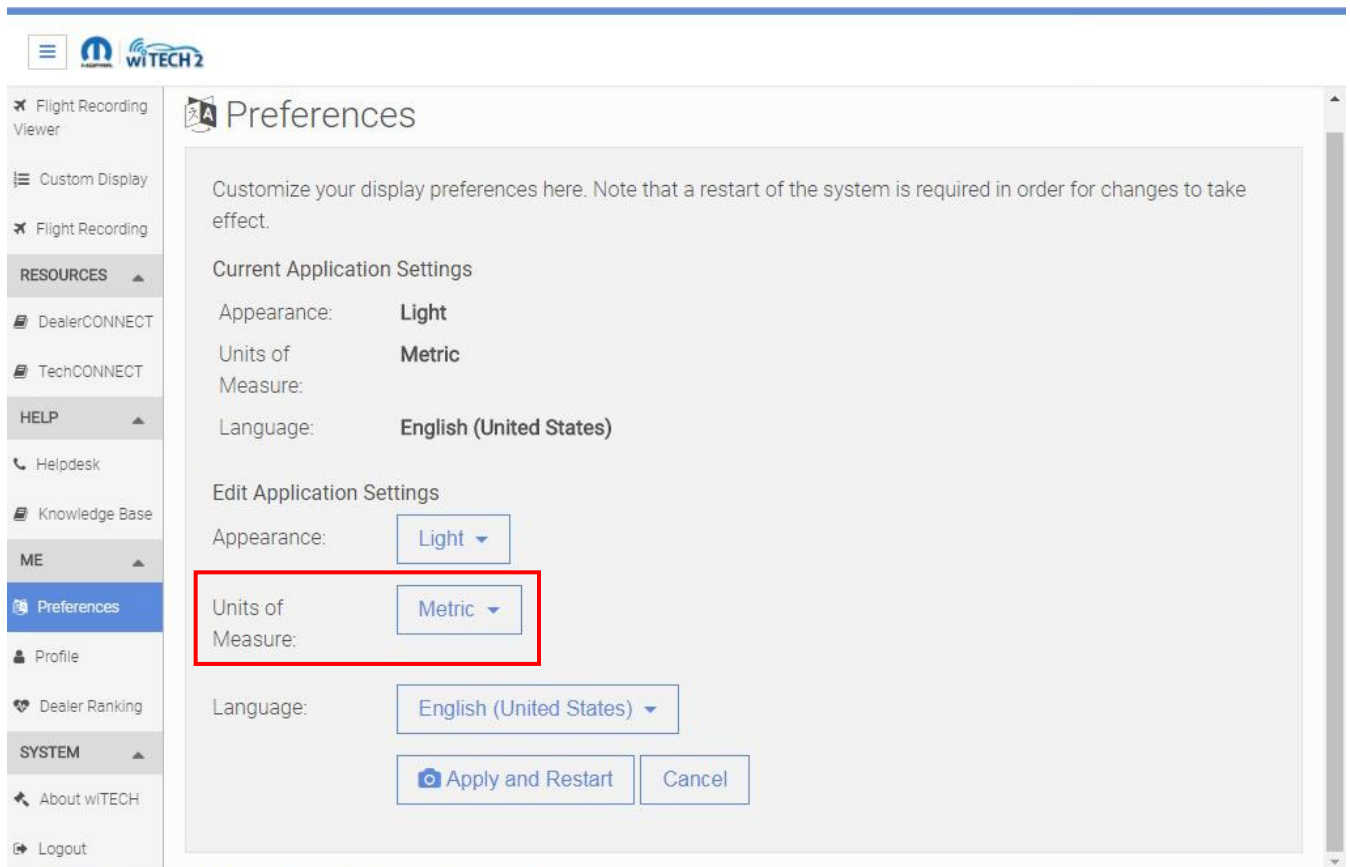 MOPAR
wiTECH 2
Flight Recording
Viewer
Custom Display
Flight Recording
RESOURCES
DealerCONNECT
TechCONNECT
HELP
Helpdesk
Knowledge Base
ME
Preferences
Profile
Dealer Ranking
SYSTEM
About wiTECH
Logout
Preferences
Customize your display preferences here. Note that a restart of the system is required in order for changes to take
effect.
Current Application Settings
Appearance: Light
Units of Metric
Measure:
Language: English (United States)
Edit Application Settings
Appearance: Light
Units of Metric
Measure:
Language: English (United States)
Apply and Restart Cancel